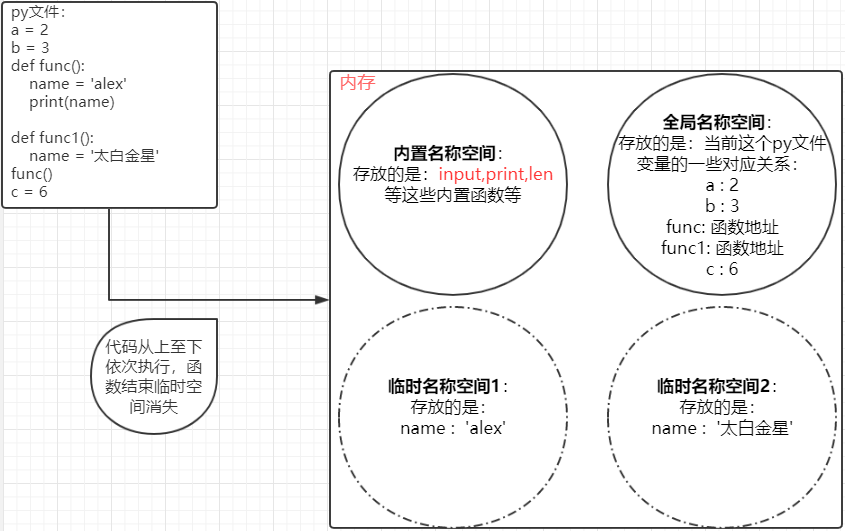 py文件:
a = 2
b = 3
def func():
    name = 'alex'
    print(name)
def func1():
    name = '太白金星'
func()
c = 6
代码从上至下
依次执行，函
数结束临时空
间消失
内存
内置名称空间：
存放的是：input,print,len
等这些内置函数等
全局名称空间：
存放的是：当前这个py文件
变量的一些对应关系：
a : 2
b : 3
func: 函数地址
func1: 函数地址
c : 6
临时名称空间1：
存放的是：
name： 'alex'
临时名称空间2：
存放的是：
name： '太白金星'